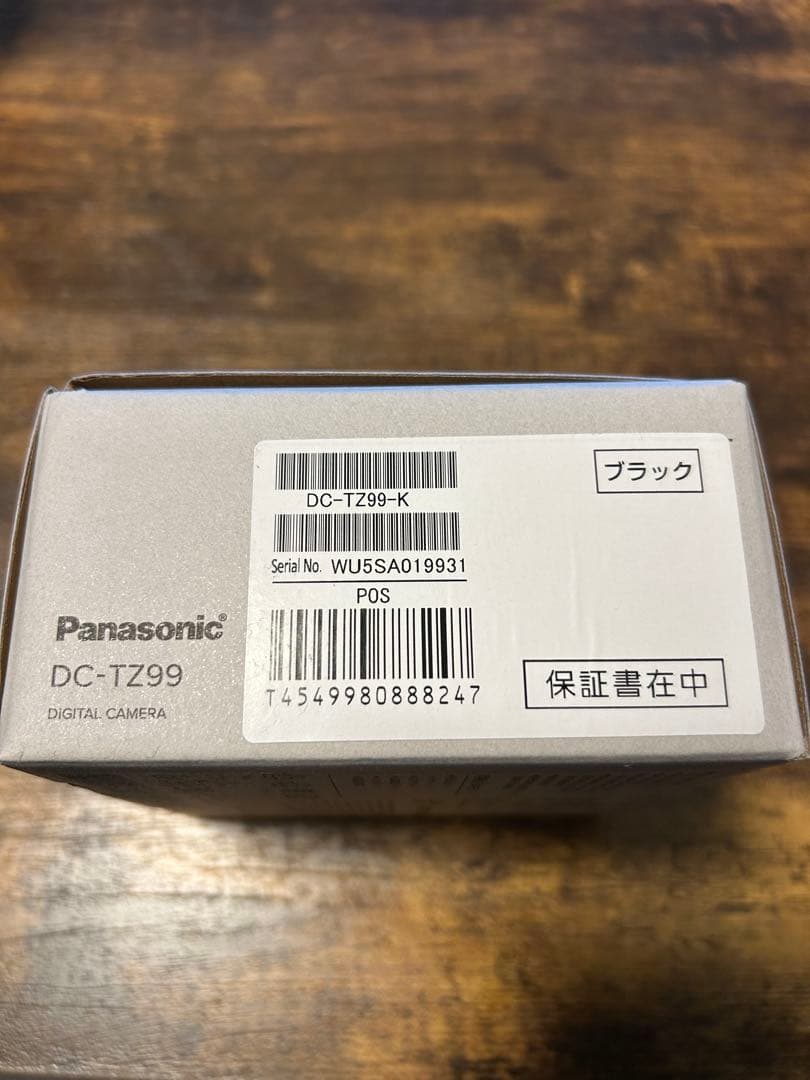 DC-TZ99-K
ブラック
Serial No. WU5SA019931
POS
T4549980888247
Panasonic®
DC-TZ99
DIGITAL CAMERA
保証書在中